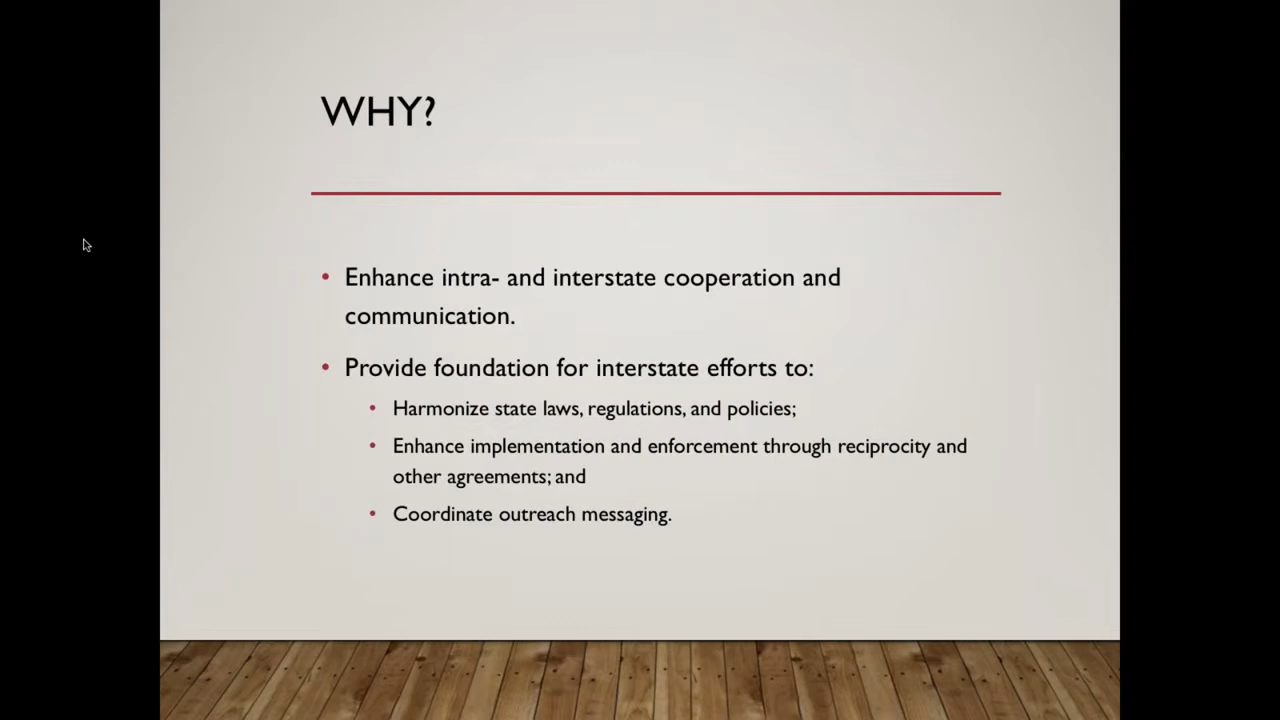 WHY?
• Enhance intra- and interstate cooperation and
communication.
• Provide foundation for interstate efforts to:
• Harmonize state laws, regulations, and policies;
• Enhance implementation and enforcement through reciprocity and
other agreements; and
• Coordinate outreach messaging.